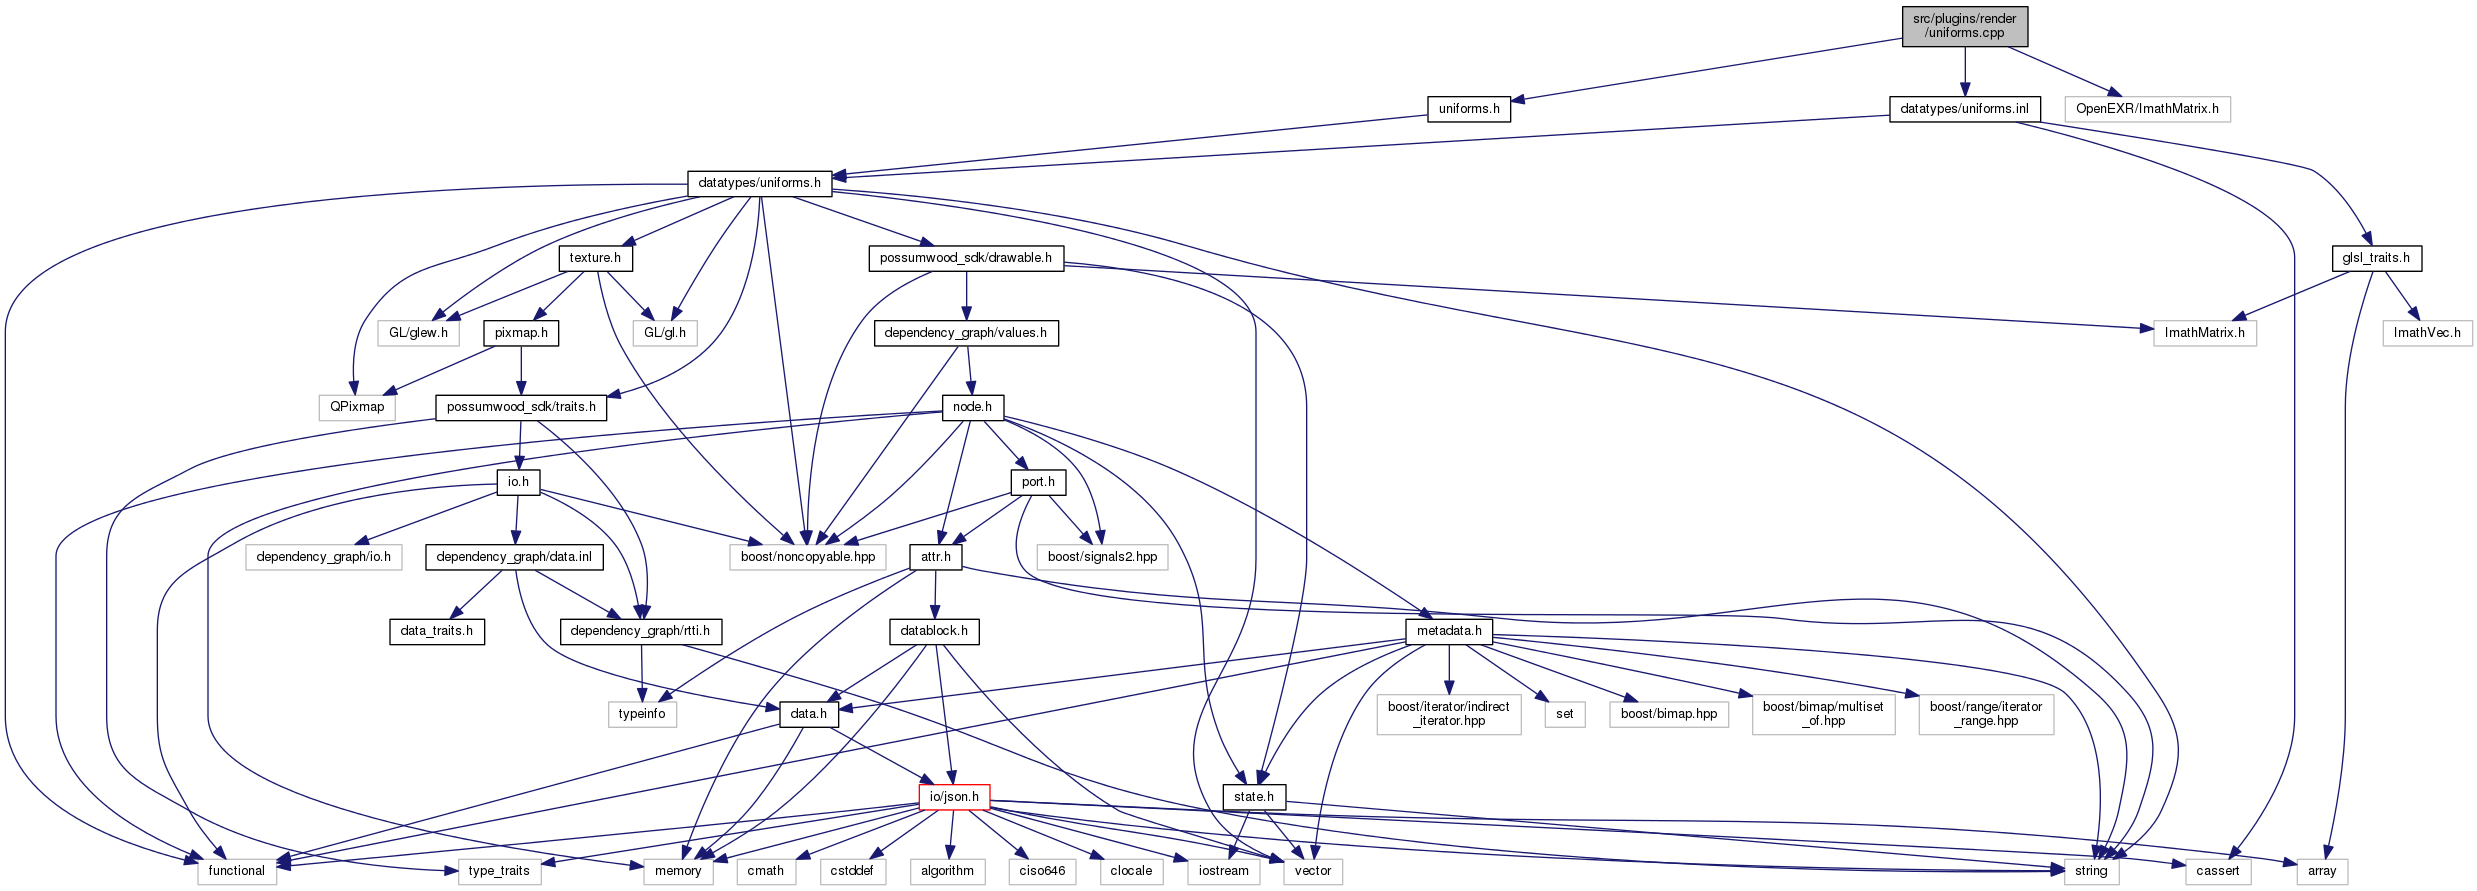 src/plugins/render
/uniforms.cpp
uniforms.h
datatypes/uniforms.inl
OpenEXR/ImathMatrix.h
datatypes/uniforms.h
texture.h
possumwood_sdk/drawable.h
glsl_traits.h
GL/glew.h
pixmap.h
GL/gl.h
dependency_graph/values.h
ImathMatrix.h
ImathVec.h
QPixmap
possumwood_sdk/traits.h
node.h
io.h
port.h
dependency_graph/io.h
dependency_graph/data.inl
boost/noncopyable.hpp
attr.h
boost/signals2.hpp
data_traits.h
dependency_graph/rtti.h
datablock.h
metadata.h
typeinfo
data.h
boost/iterator/indirect
_iterator.hpp
set
boost/bimap.hpp
boost/bimap/multiset
_of.hpp
boost/range/iterator
_range.hpp
io/json.h
state.h
functional
type_traits
memory
cmath
cstddef
algorithm
ciso646
clocale
iostream
vector
string
cassert
array